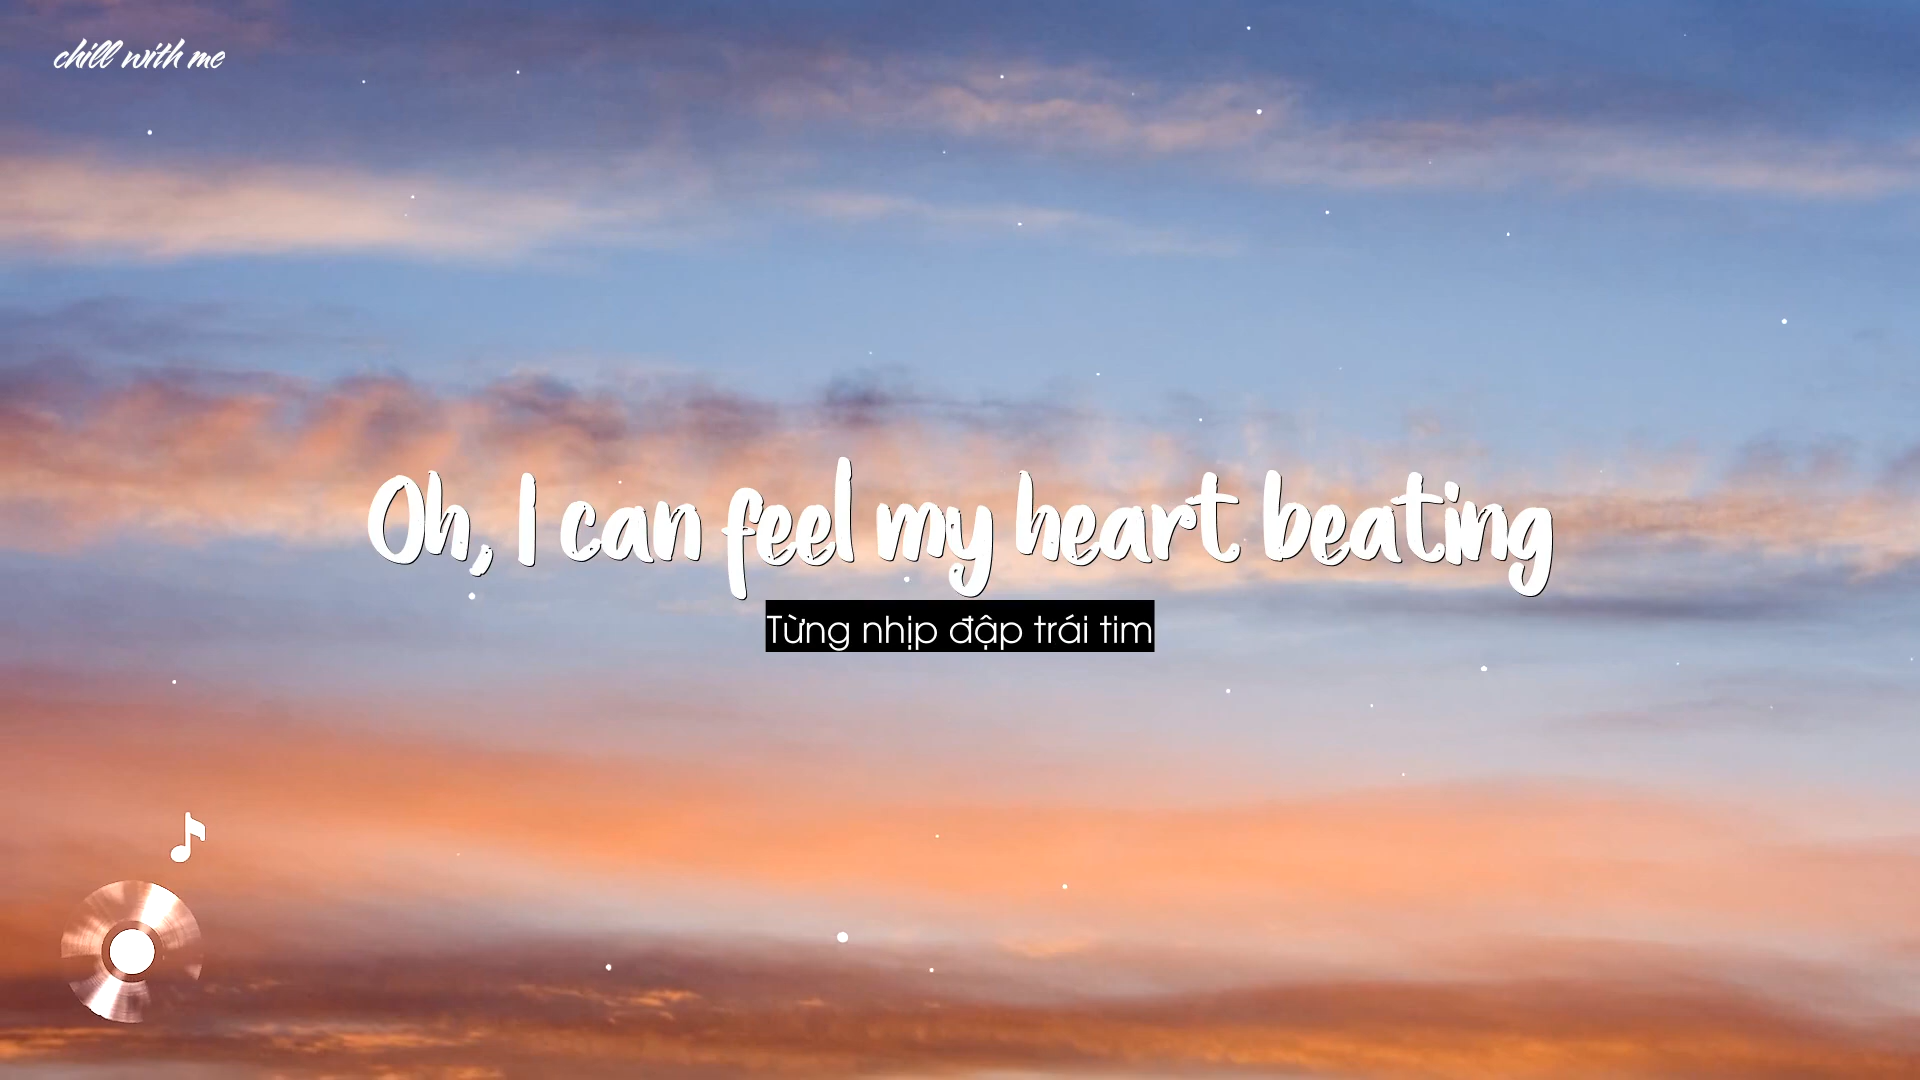 chill with me
Oh, I can feel my heart beating
Từng nhịp đập trái tim